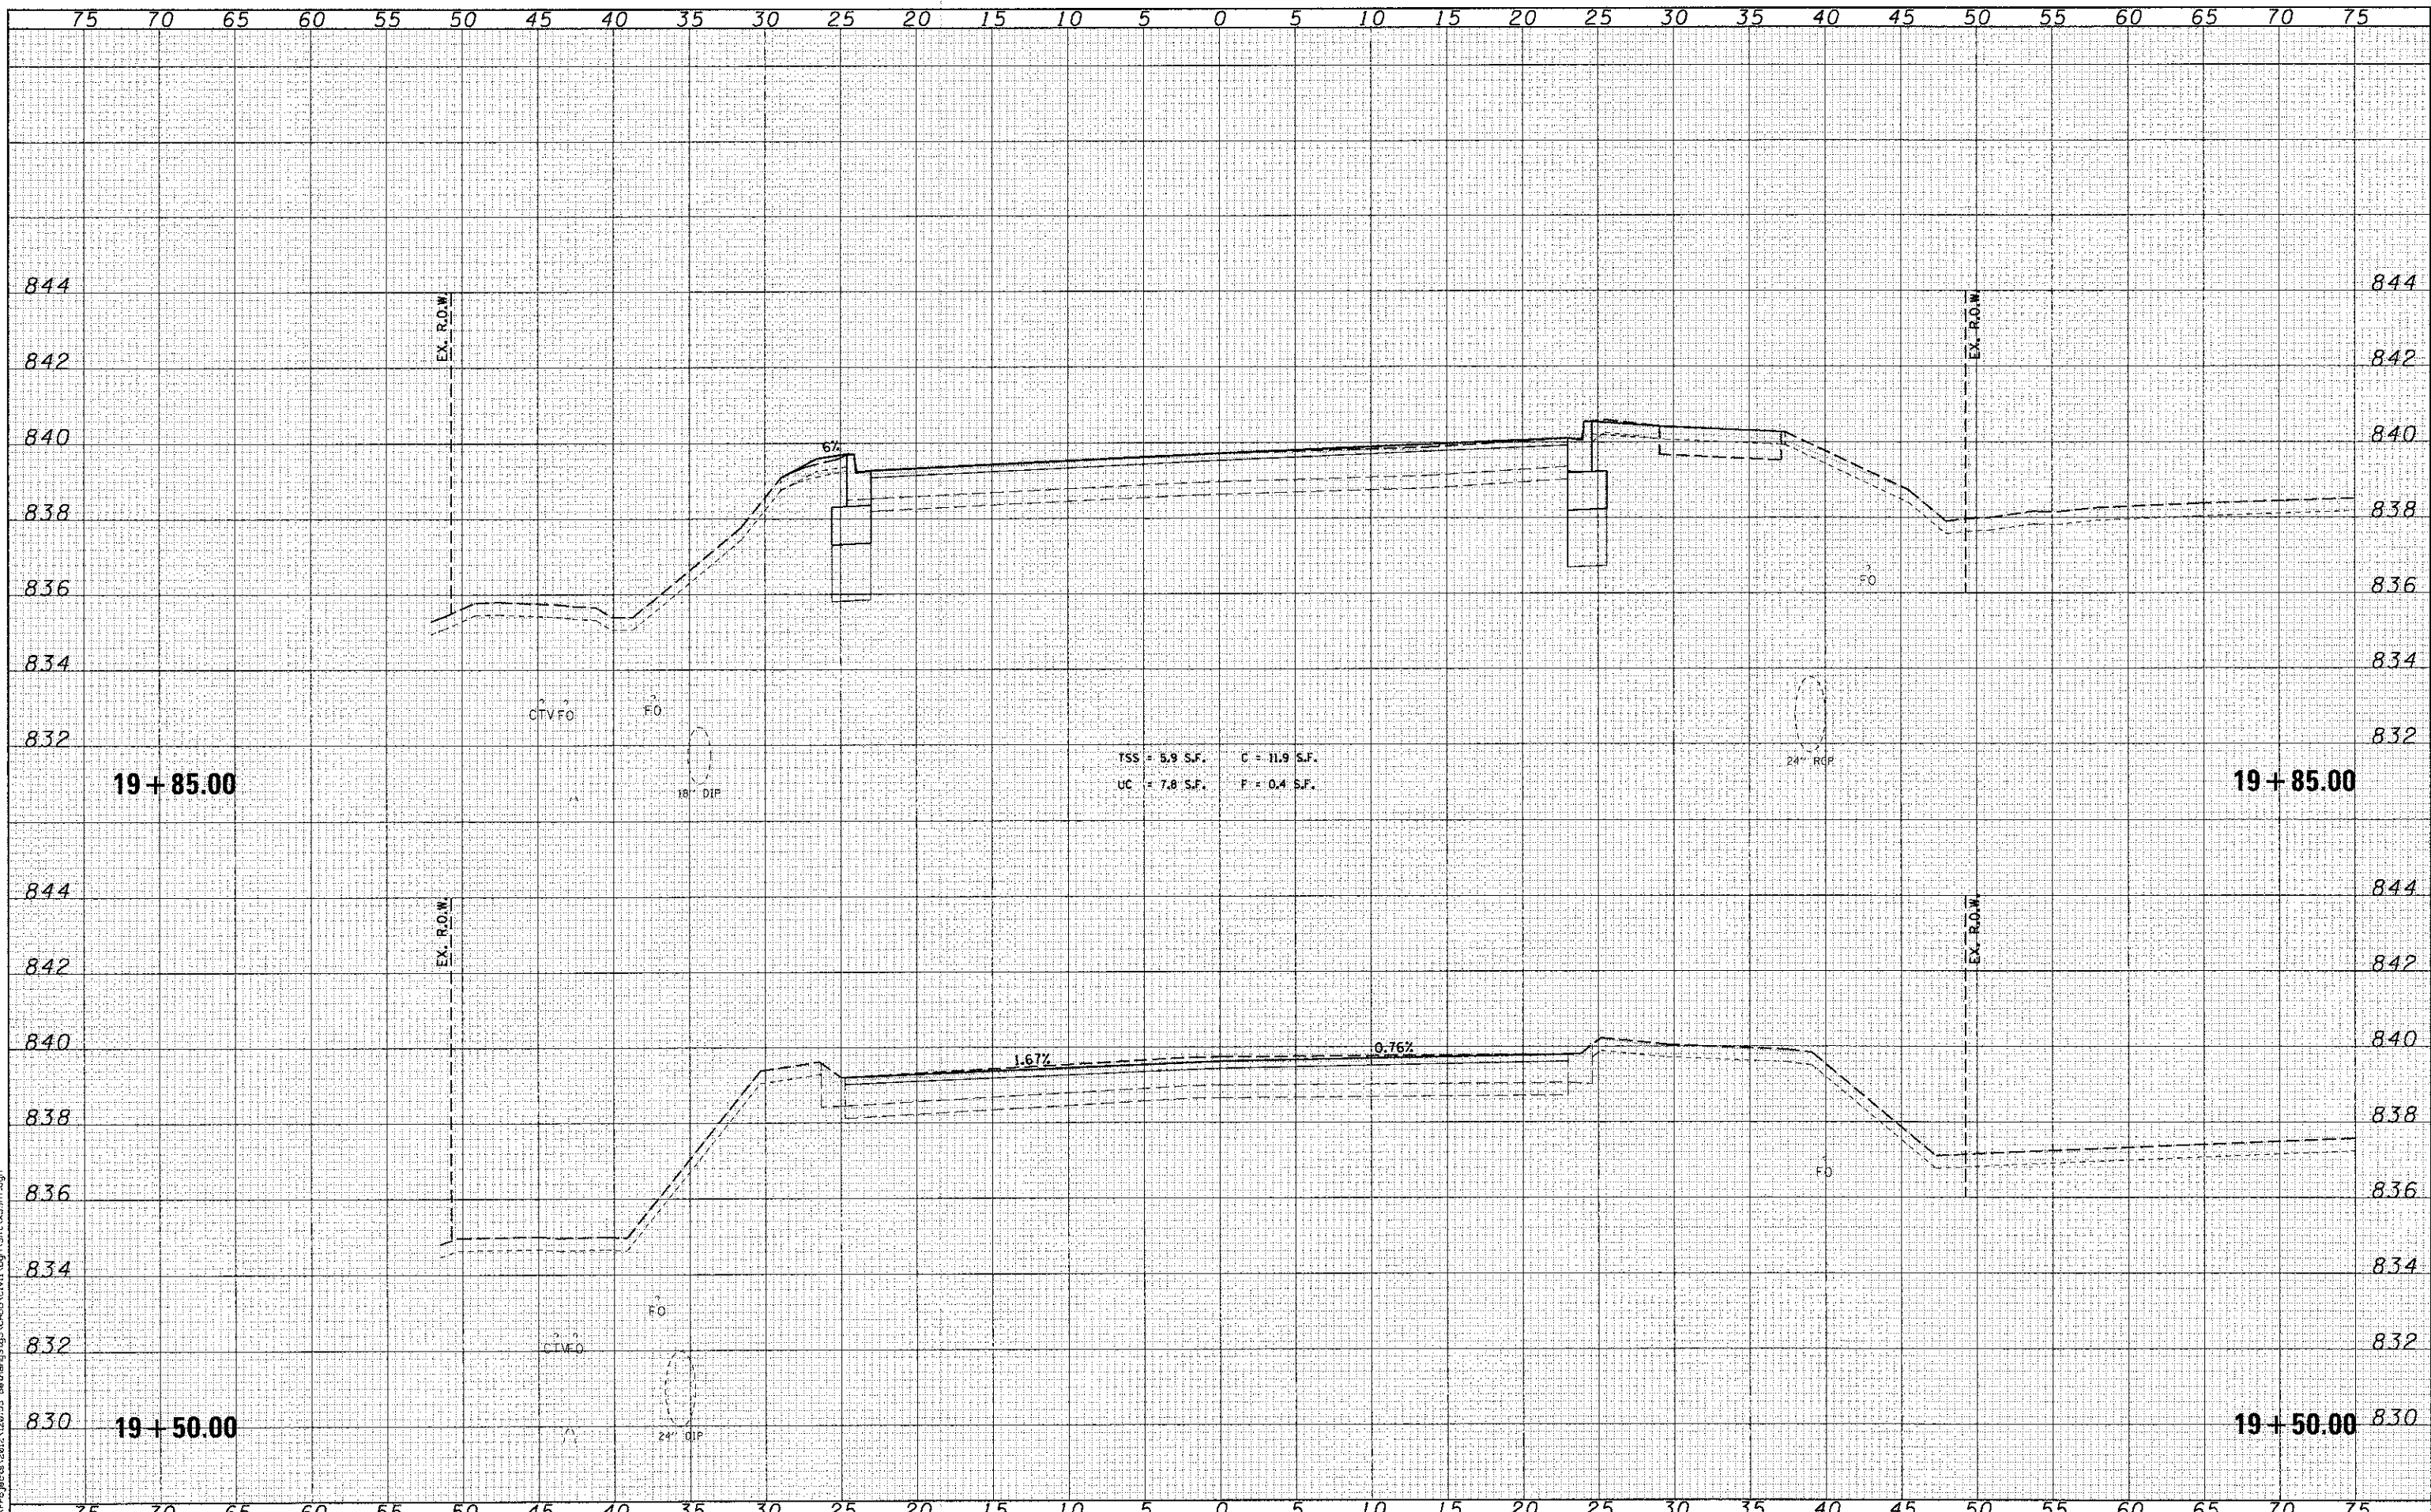 75 70 65 60 55 50 45 40 35 30 25 20 15 10 5 0 5 10 15 20 25 30 35 40 45 50 55 60 65 70 75
844 EX. R.O.W. EX. R.O.W. 844
842 842
840 6% 840
838 838
836 FO 836
834 834
CTV FO FO
832 832
TSS = 5.9 S.F. C = 11.9 S.F. 24" RCP
19 + 85.00 18" DIP UC = 7.8 S.F. F = 0.4 S.F. 19 + 85.00
844 EX. R.O.W. EX. R.O.W. 844
842 842
840 1.67% 0.76% 840
838 838
836 FO 836
834 834
FO
832 CTVFO 832
830 19 + 50.00 24" DIP 19 + 50.00 830
75 70 65 60 55 50 45 40 35 30 25 20 15 10 5 0 5 10 15 20 25 30 35 40 45 50 55 60 65 70 75